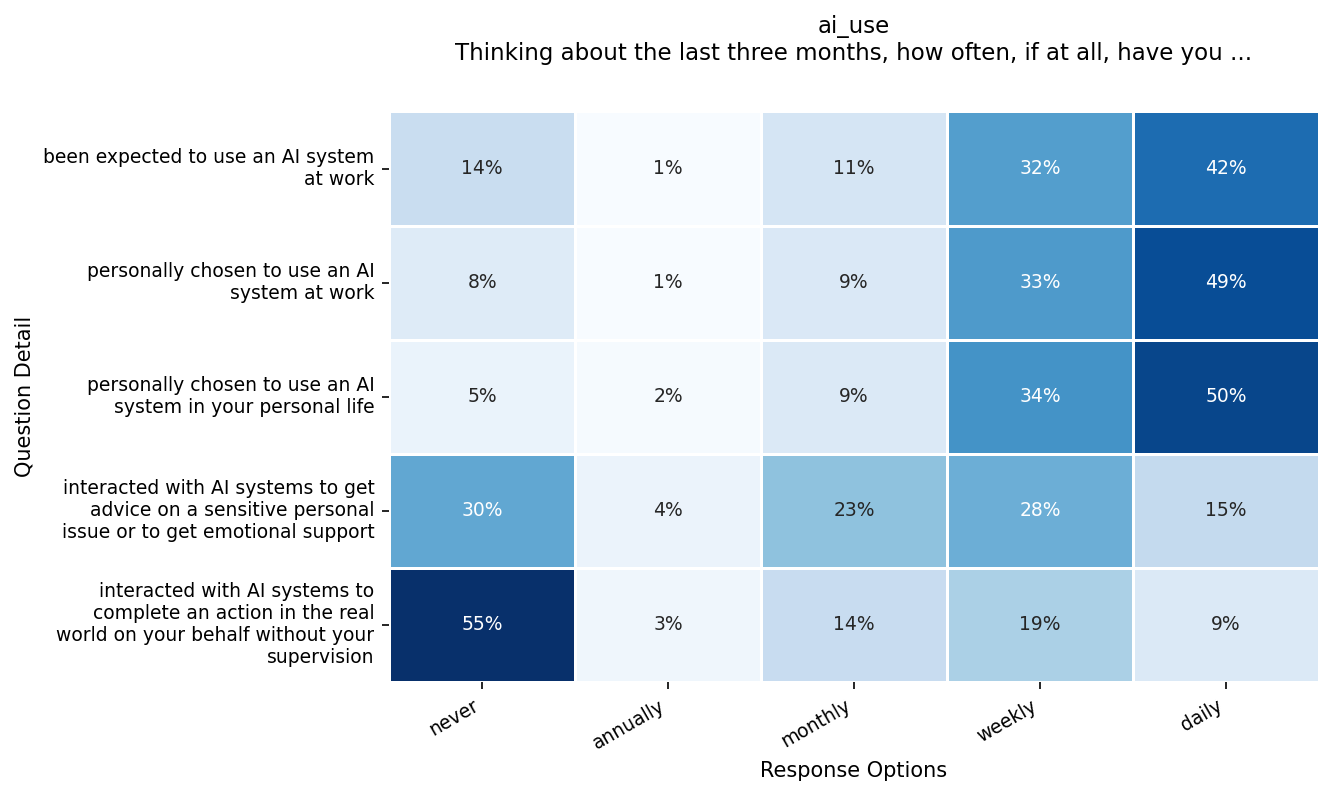 ai_use
Thinking about the last three months, how often, if at all, have you ...
Question Detail
been expected to use an AI system
at work
14% 1% 11% 32% 42%
personally chosen to use an AI
system at work
8% 1% 9% 33% 49%
personally chosen to use an AI
system in your personal life
5% 2% 9% 34% 50%
interacted with AI systems to get
advice on a sensitive personal
issue or to get emotional support
30% 4% 23% 28% 15%
interacted with AI systems to
complete an action in the real
world on your behalf without your
supervision
55% 3% 14% 19% 9%
never annually monthly weekly daily
Response Options